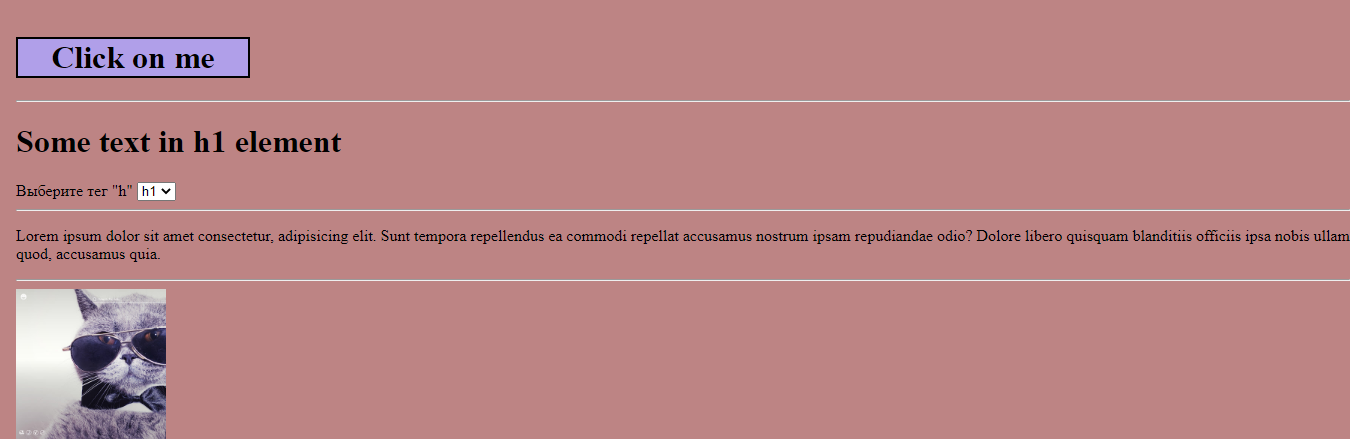 Click on me
Some text in h1 element
Выберите тег "h" h1
Lorem ipsum dolor sit amet consectetur, adipisicing elit. Sunt tempora repellendus ea commodi repellat accusamus nostrum ipsam repudiandae odio? Dolore libero quisquam blanditiis officiis ipsa nobis ullam
quod, accusamus quia.